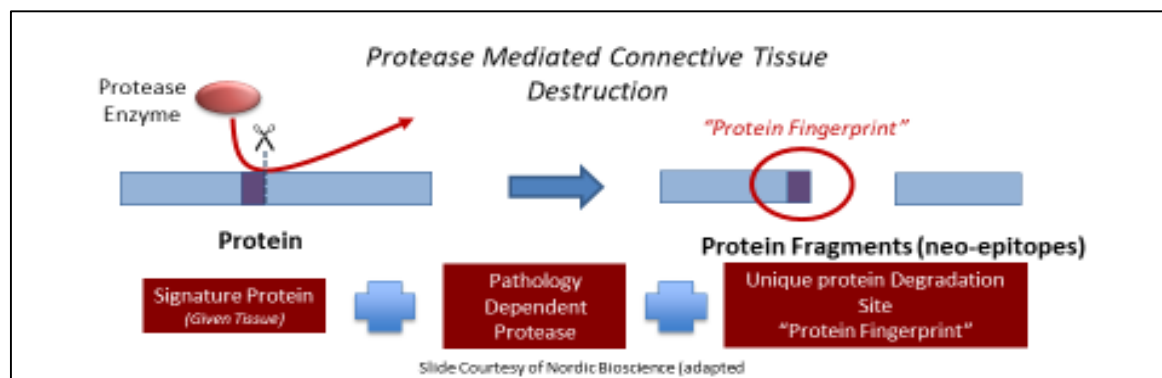 Protease Mediated Connective Tissue
Destruction
Protease
Enzyme
"Protein Fingerprint"
Protein
Protein Fragments (neo-epitopes)
Signature Protein
(Given Tissue)
Pathology
Dependent
Protease
Unique protein Degradation
Site
"Protein Fingerprint"
Slide Courtesy of Nordic Bioscience (adapted